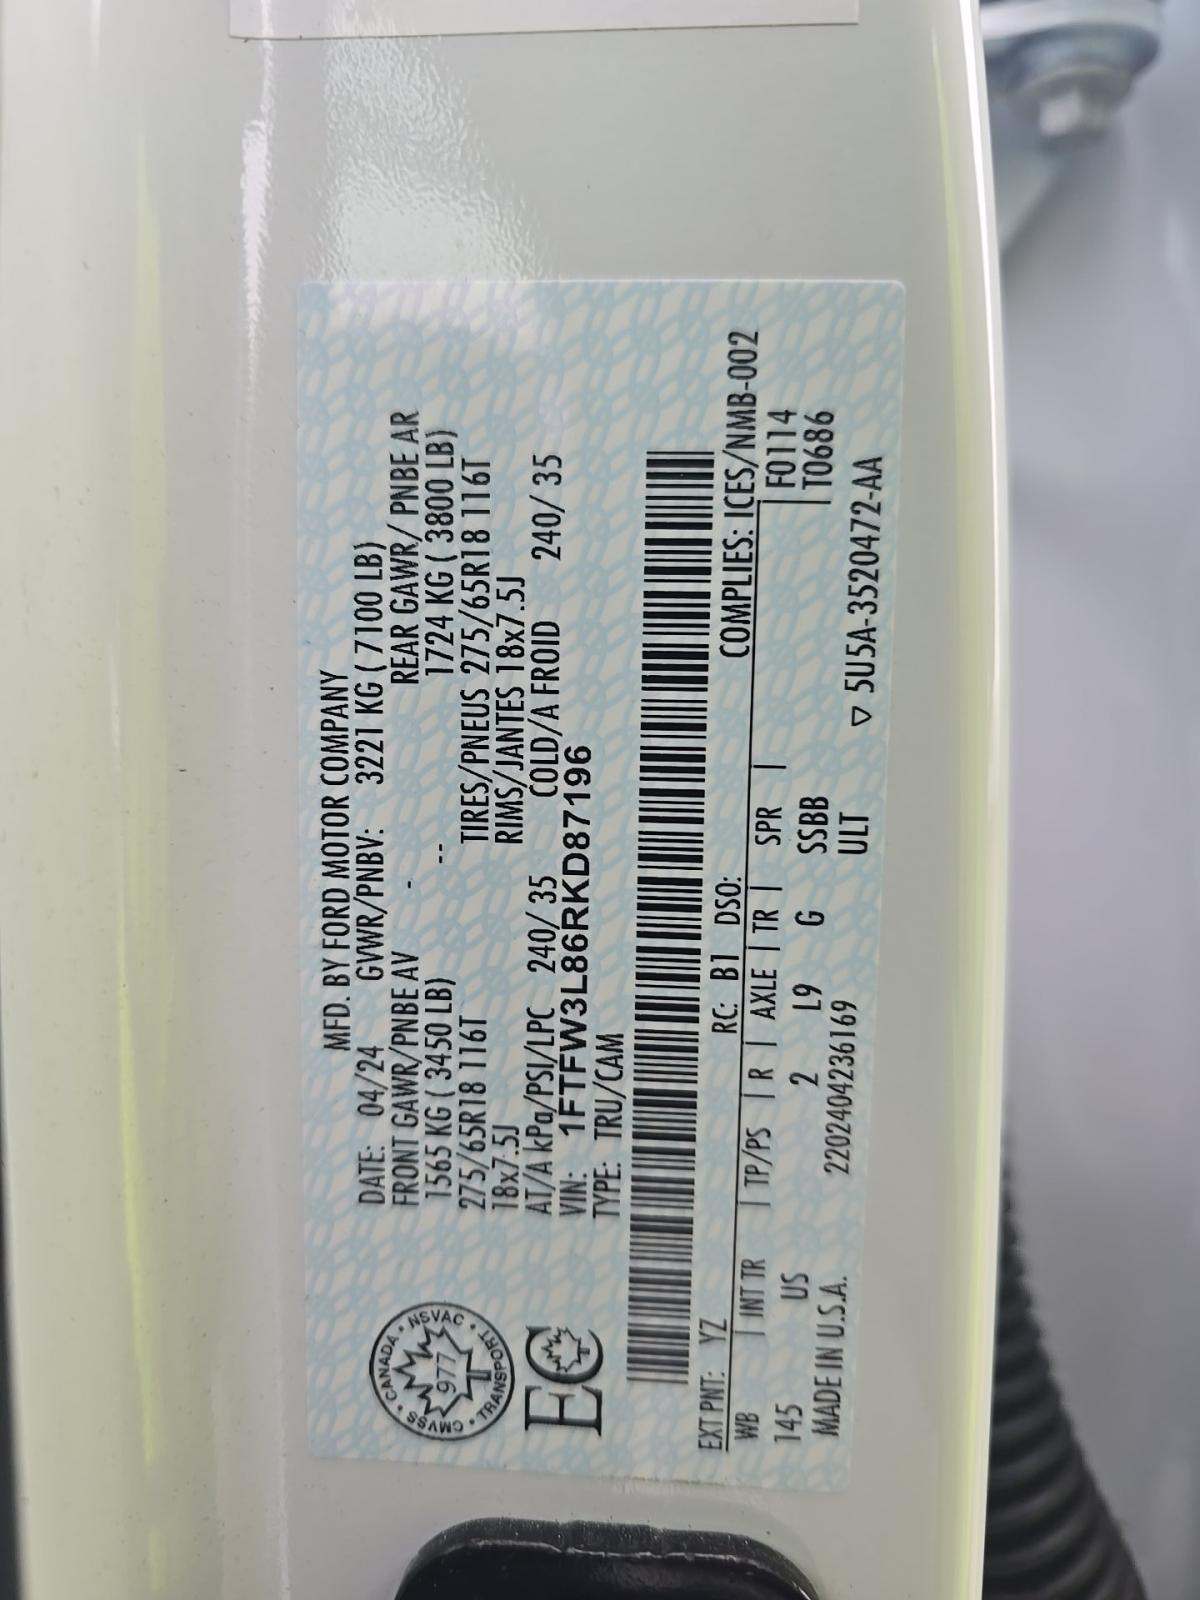 MFD. BY FORD MOTOR COMPANY
DATE: 04/24 GVWR/PNBV: 3221 KG ( 7100 LB)
FRONT GAWR/PNBE AV - REAR GAWR/ PNBE AR
1565 KG ( 3450 LB) -- 1724 KG ( 3800 LB)
275/65R18 116T TIRES/PNEUS 275/65R18 116T
18x7.5J RIMS/JANTES 18x7.5J
AT/A kPa/PSI/LPC 240/ 35 COLD/A FROID 240/ 35
VIN: 1FTFW3L86RKD87196
TYPE: TRU/CAM
CANADA • NSVAC • TRANSPORT • CMVSS •
977
EC
EXT PNT: YZ RC: B1 DSO: COMPLIES: ICES/NMB-002
WB | INT TR | TP/PS | R | AXLE | TR | SPR | | F0114
145 US 2 L9 G SSBB | T0686
MADE IN U.S.A. 2202404236169 ULT ▽ 5U5A-3520472-AA